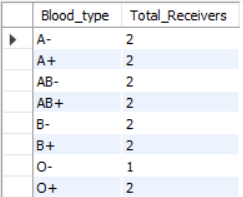 Blood_type Total_Receivers
A- 2
A+ 2
AB- 2
AB+ 2
B- 2
B+ 2
O- 1
O+ 2